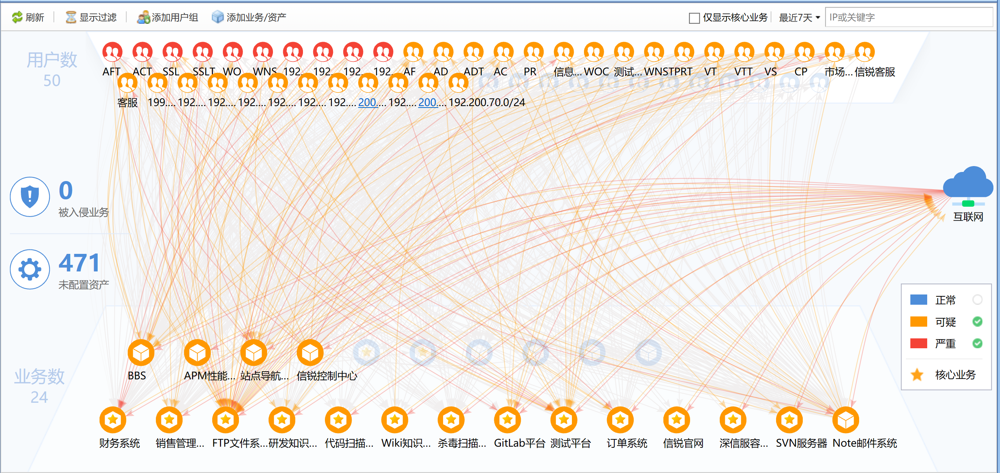 刷新 显示过滤 添加用户组 添加业务/资产 仅显示核心业务 最近7天 IP或关键字
用户数
50
AFT ACT SSL SSLT WO WNS 192. 192. 192. 192. AF AD ADT AC PR 信息... WOC 测试... WNSTPRT VT VTT VS CP 市场... 信锐客服
客服 199.... 192.... 192.... 192.... 192.... 192.... 192.... 200.... 192.... 200.... 192.200.70.0/24
0
被入侵业务
互联网
471
未配置资产
正常
可疑
严重
核心业务
业务数
24
BBS APM性能... 站点导航... 信锐控制中心
财务系统 销售管理... FTP文件系... 研发知识... 代码扫描... Wiki知识... 杀毒扫描... GitLab平台 测试平台 订单系统 信锐官网 深信服容... SVN服务器 Note邮件系统